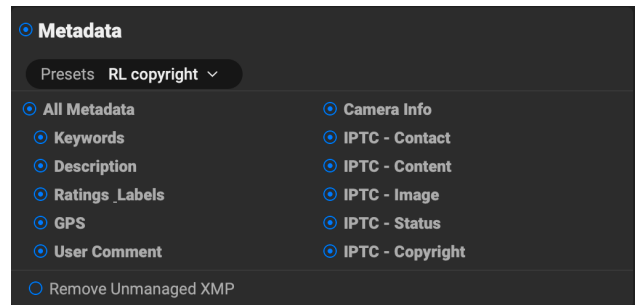 Metadata
Presets RL copyright
All Metadata
Keywords
Description
Ratings_Labels
GPS
User Comment
Camera Info
IPTC - Contact
IPTC - Content
IPTC - Image
IPTC - Status
IPTC - Copyright
Remove Unmanaged XMP